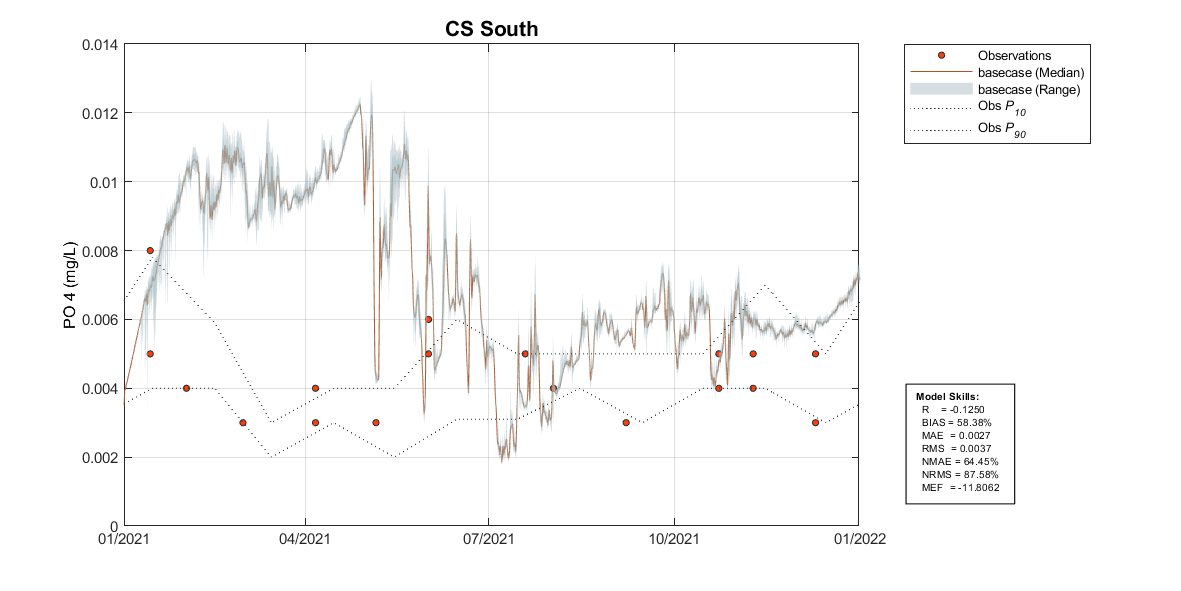 CS South
0.014
0.012
0.01
0.008
0.006
0.004
0.002
0
PO 4 (mg/L)
01/2021
04/2021
07/2021
10/2021
01/2022
Observations
basecase (Median)
basecase (Range)
Obs P10
Obs P90
Model Skills:
R = -0.1250
BIAS = 58.38%
MAE = 0.0027
RMS = 0.0037
NMAE = 64.45%
NRMS = 87.58%
MEF = -11.8062